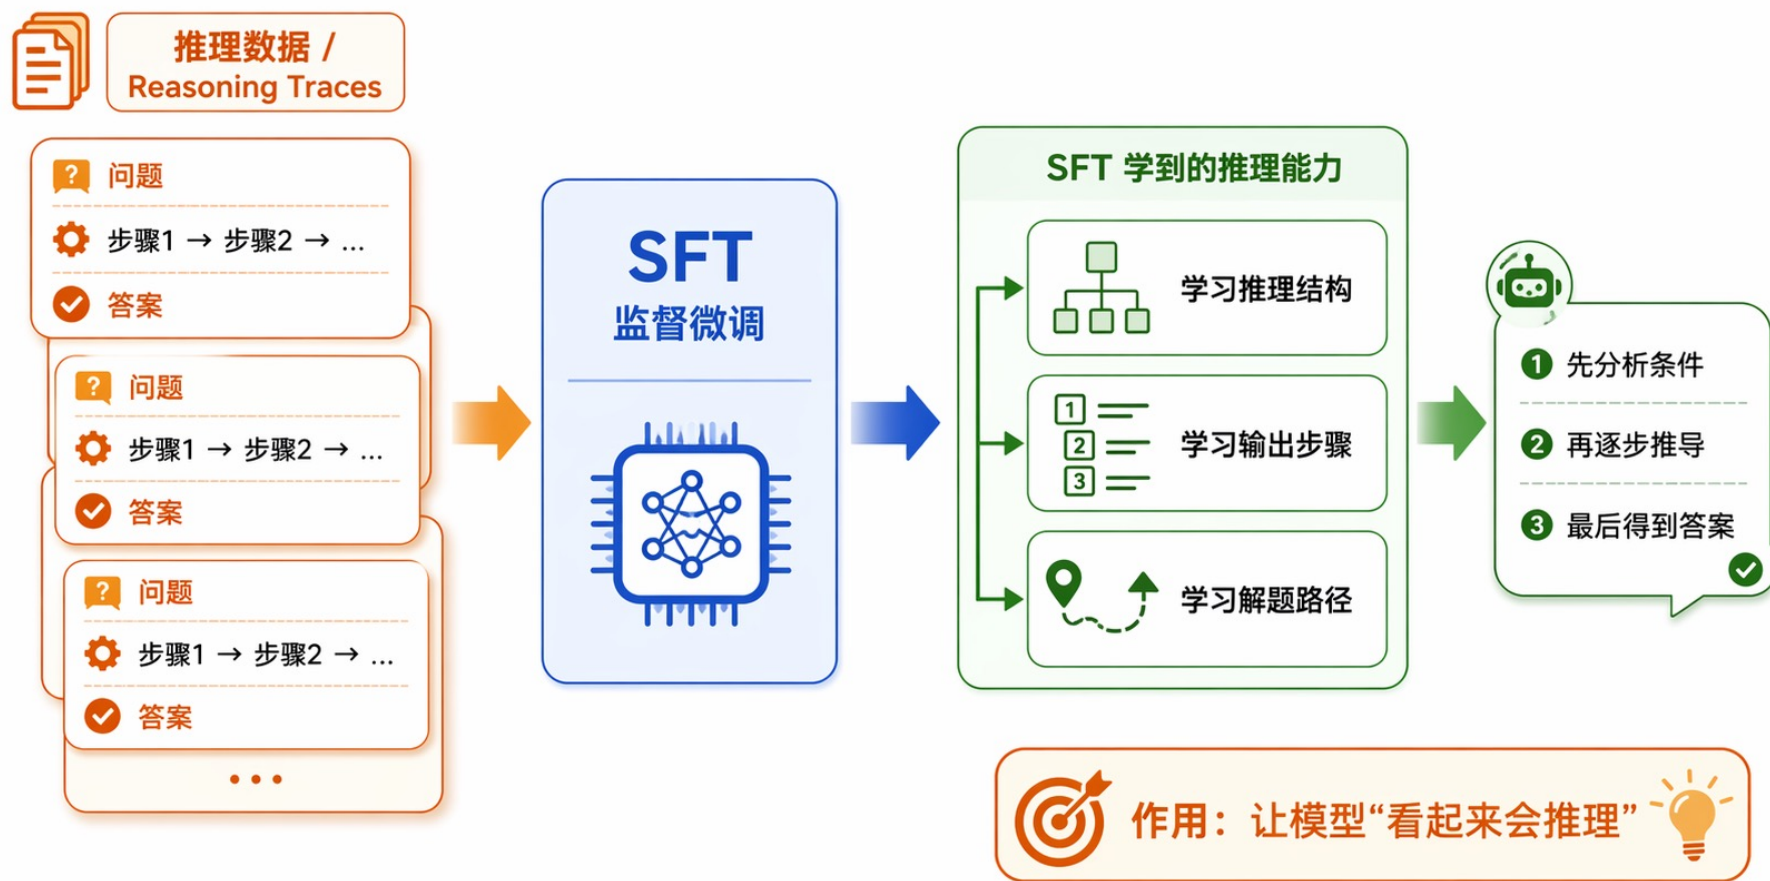 推理数据 /
Reasoning Traces
? 问题
步骤1 → 步骤2 → ...
答案
? 问题
步骤1 → 步骤2 → ...
答案
? 问题
步骤1 → 步骤2 → ...
答案
•••
SFT
监督微调
SFT 学到的推理能力
学习推理结构
1
2
3
学习输出步骤
学习解题路径
1 先分析条件
2 再逐步推导
3 最后得到答案
作用：让模型“看起来会推理”